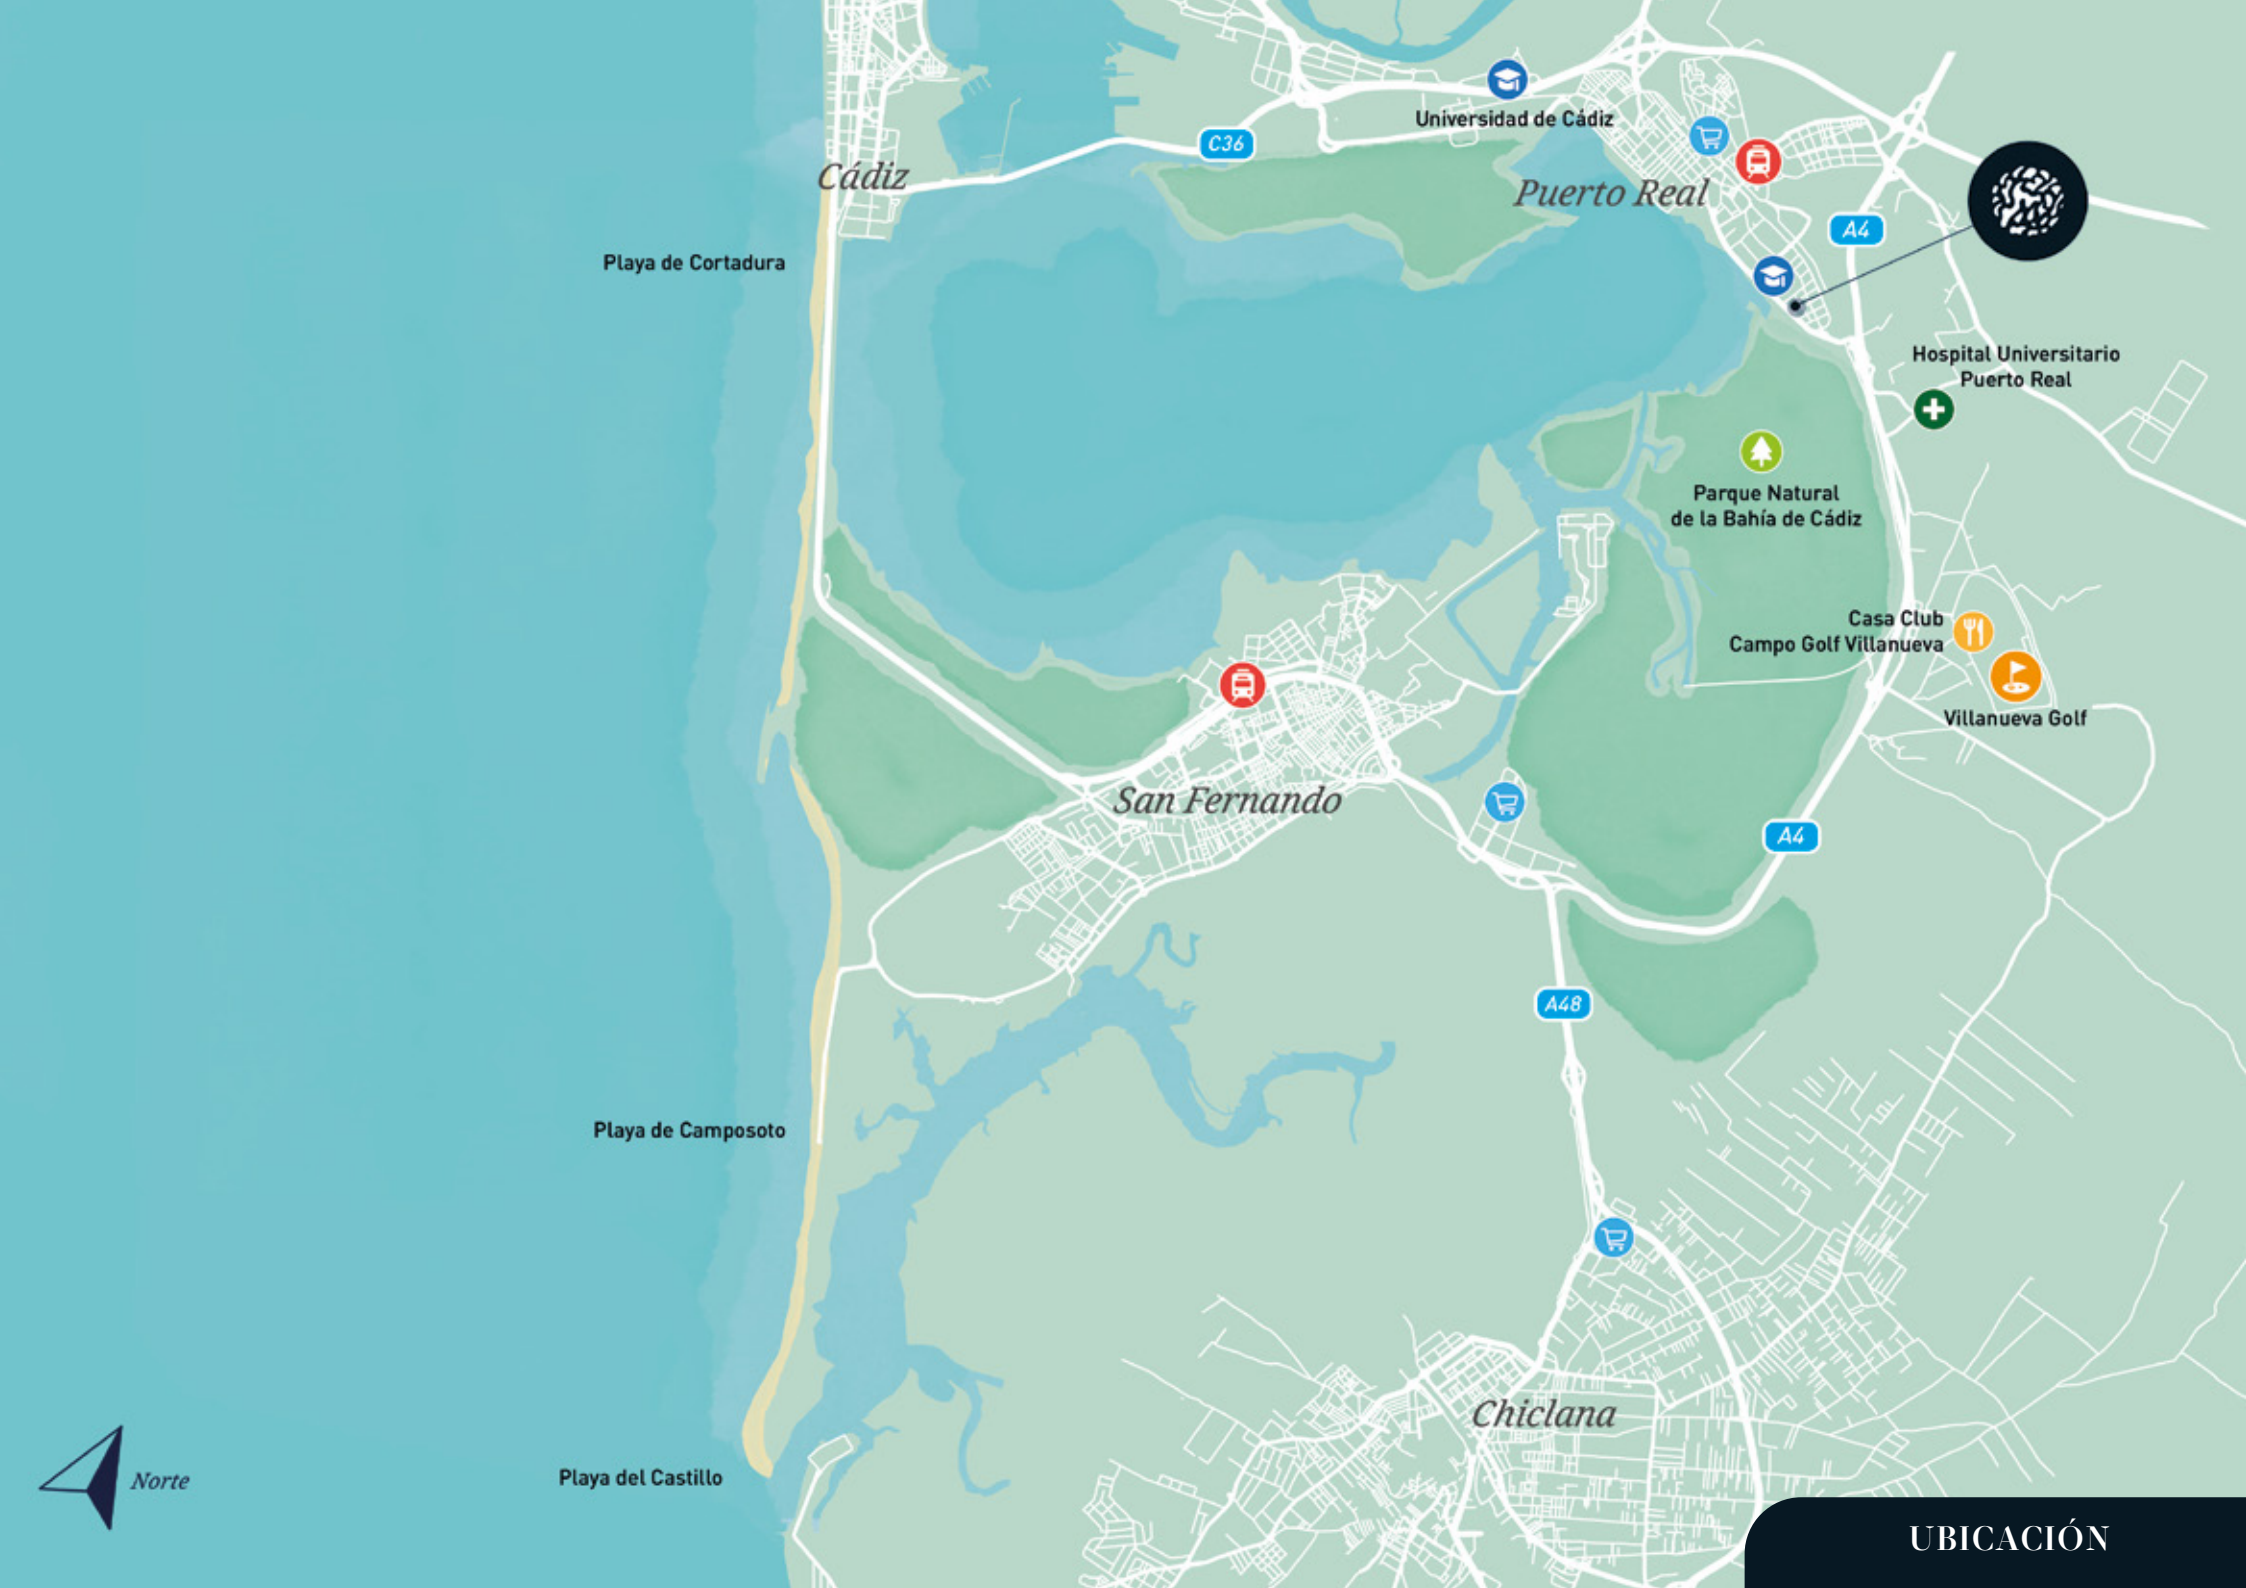 Universidad de Cádiz
C36
Cádiz
Puerto Real
A4
Playa de Cortadura
Hospital Universitario
Puerto Real
Parque Natural
de la Bahía de Cádiz
Casa Club
Campo Golf Villanueva
Villanueva Golf
San Fernando
A4
A48
Playa de Camposoto
Chiclana
Playa del Castillo
Norte
UBICACIÓN